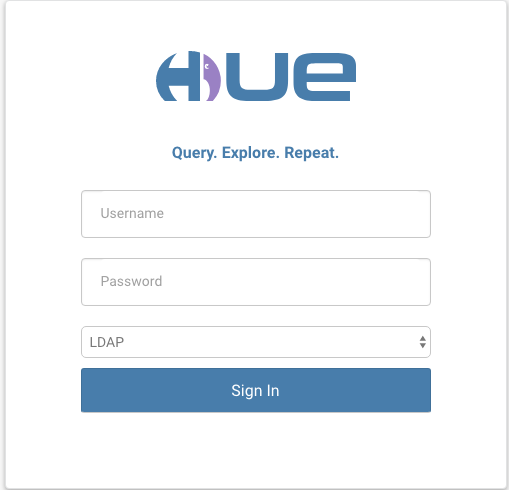 HUE
Query. Explore. Repeat.
Username
Password
LDAP
Sign In